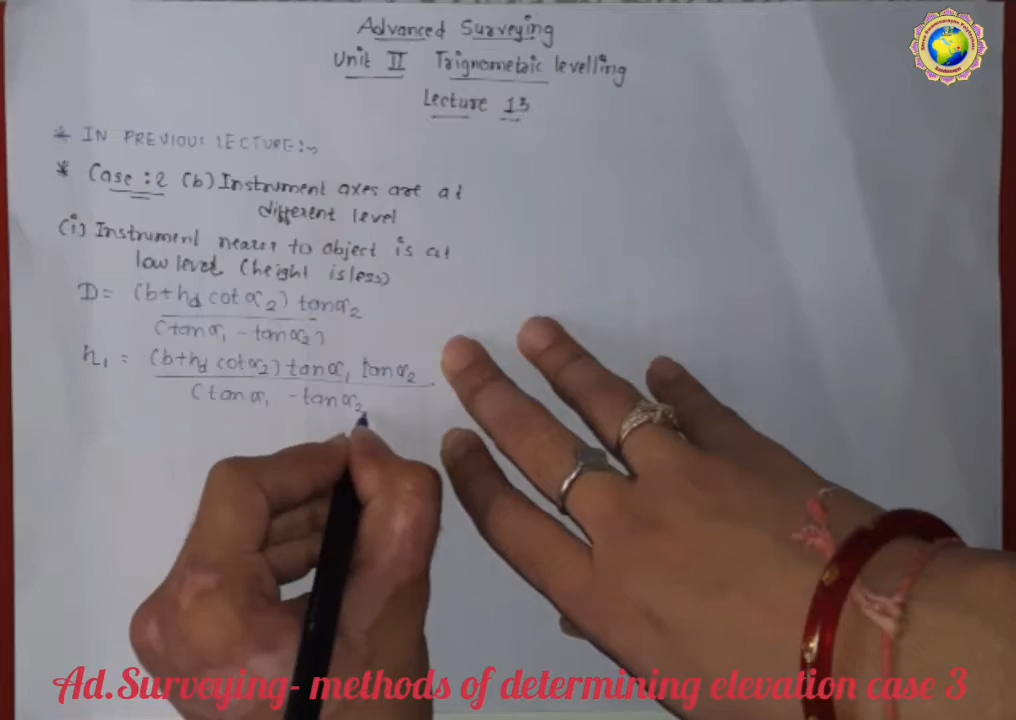 Advanced Surveying
Unit II Trignometric levelling
Lecture 13
* IN PREVIOUS LECTURE:~
* Case : 2 (b) Instrument axes are at
different level
(i) Instrument nearer to object is at
low level. (height is less)
D = (b+hd cot α2) tan α2
(tan α1 - tan α2)
h1 = (b+hd cot α2) tan α1 tan α2
(tan α1 - tan α2
Ad.Surveying- methods of determining elevation case 3